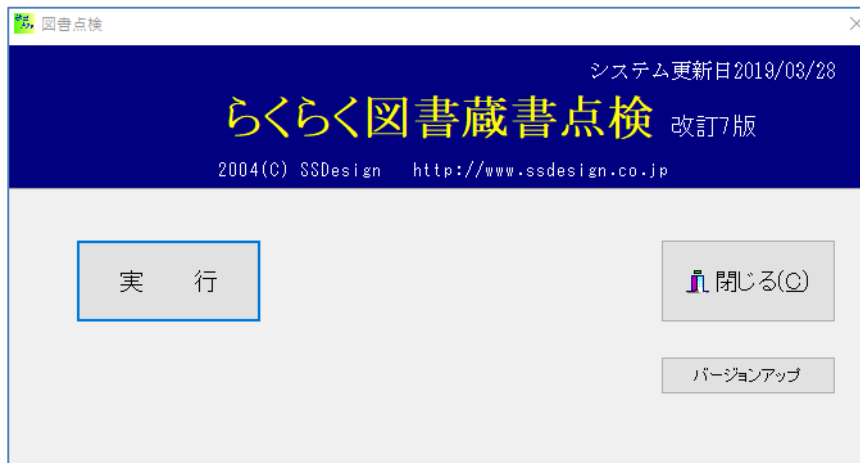 図書点検
システム更新日2019/03/28
らくらく図書蔵書点検 改訂7版
2004(C) SSDesign http://www.ssdesign.co.jp
実 行
閉じる(C)
バージョンアップ